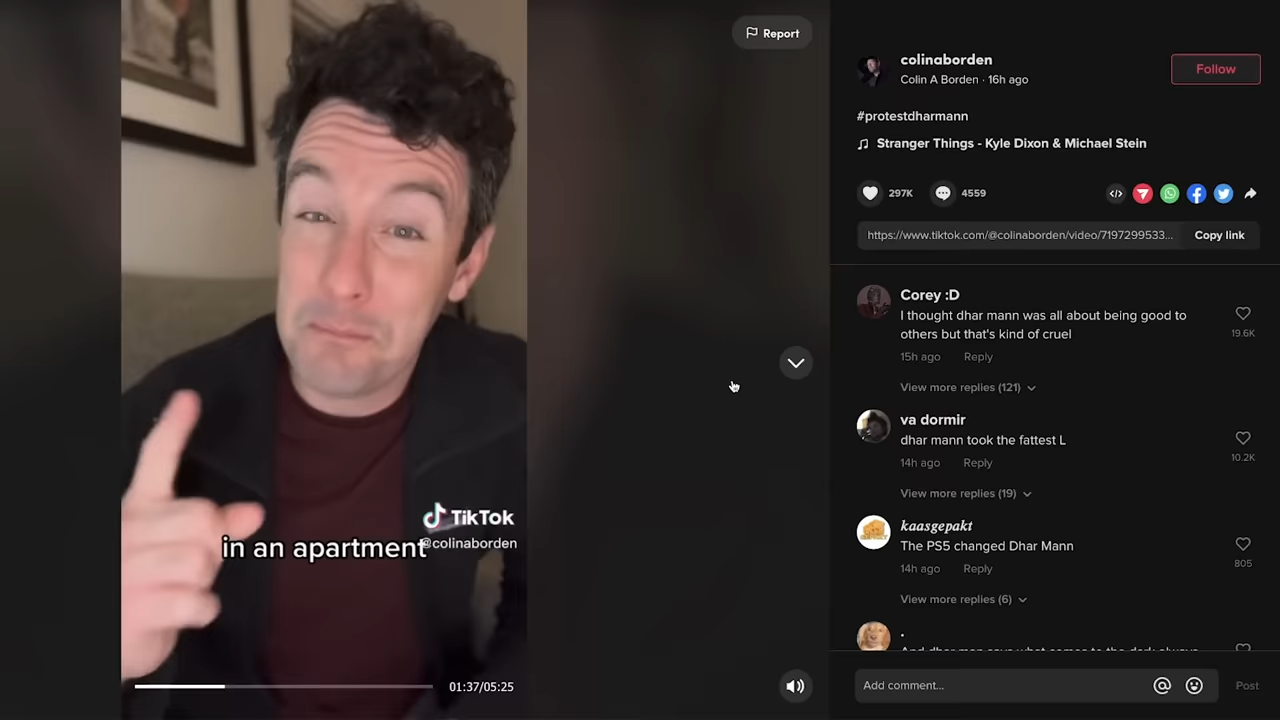 Report
TikTok
@colinaborden
in an apartment
01:37/05:25
colinaborden
Colin A Borden · 16h ago
Follow
#protestdharmann
Stranger Things - Kyle Dixon & Michael Stein
297K
4559
https://www.tiktok.com/@colinaborden/video/7197299533...
Copy link
Corey :D
I thought dhar mann was all about being good to
others but that's kind of cruel
19.6K
15h ago Reply
View more replies (121)
va dormir
dhar mann took the fattest L
10.2K
14h ago Reply
View more replies (19)
kaasgepakt
The PS5 changed Dhar Mann
805
14h ago Reply
View more replies (6)
.
Add comment...
Post